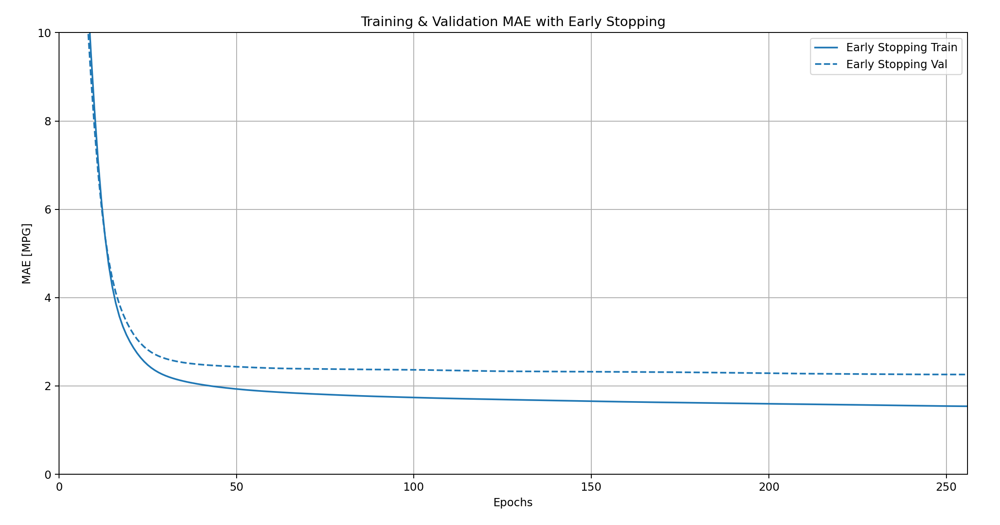 Training & Validation MAE with Early Stopping
10
8
6
4
2
0
MAE [MPG]
Early Stopping Train
Early Stopping Val
0 50 100 150 200 250
Epochs